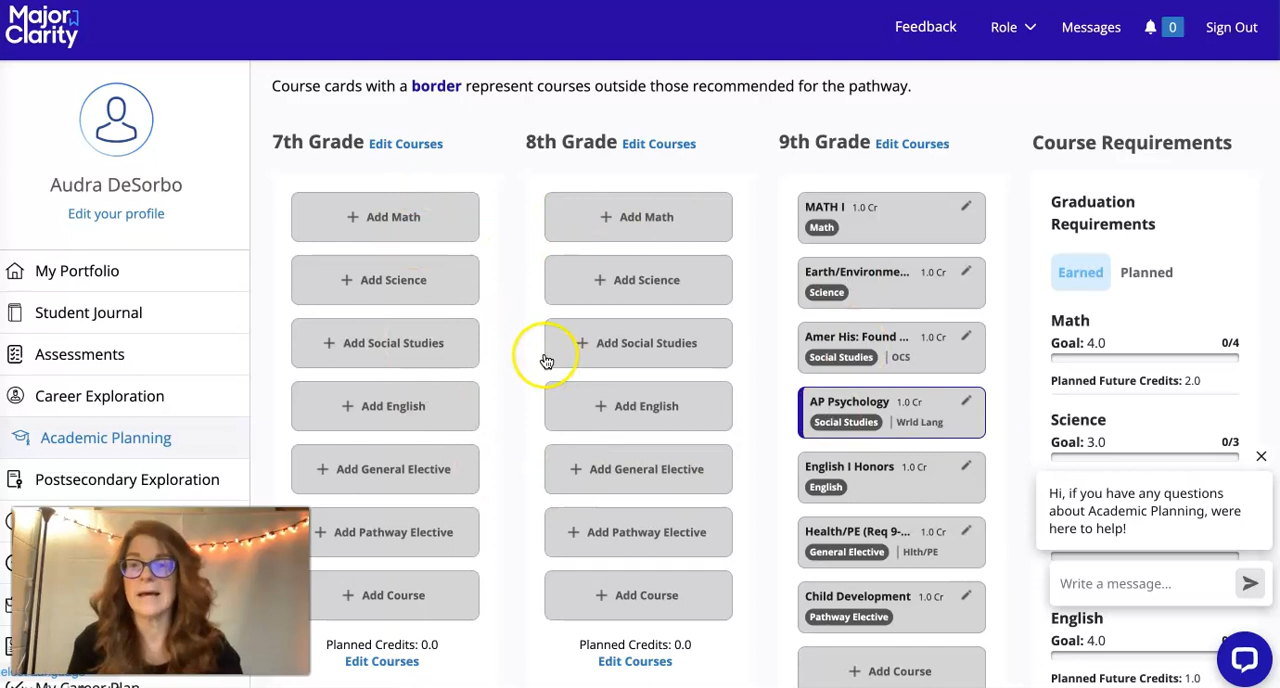 Major
Clarity
Feedback
Role
Messages
0
Sign Out
Audra DeSorbo
Edit your profile
My Portfolio
Student Journal
Assessments
Career Exploration
Academic Planning
Postsecondary Exploration
My Career Plan
Course cards with a border represent courses outside those recommended for the pathway.
7th Grade Edit Courses
+ Add Math
+ Add Science
+ Add Social Studies
+ Add English
+ Add General Elective
+ Add Pathway Elective
+ Add Course
Planned Credits: 0.0
Edit Courses
8th Grade Edit Courses
+ Add Math
+ Add Science
+ Add Social Studies
+ Add English
+ Add General Elective
+ Add Pathway Elective
+ Add Course
Planned Credits: 0.0
Edit Courses
9th Grade Edit Courses
MATH I 1.0 Cr
Math
Earth/Environme... 1.0 Cr
Science
Amer His: Found ... 1.0 Cr
Social Studies | OCS
AP Psychology 1.0 Cr
Social Studies | Wrld Lang
English I Honors 1.0 Cr
English
Health/PE (Req 9-... 1.0 Cr
General Elective | Hlth/PE
Child Development 1.0 Cr
Pathway Elective
+ Add Course
Course Requirements
Graduation
Requirements
Earned Planned
Math
Goal: 4.0 0/4
Planned Future Credits: 2.0
Science
Goal: 3.0 0/3
Hi, if you have any questions
about Academic Planning, were
here to help!
Write a message...
English
Goal: 4.0
Planned Future Credits: 1.0